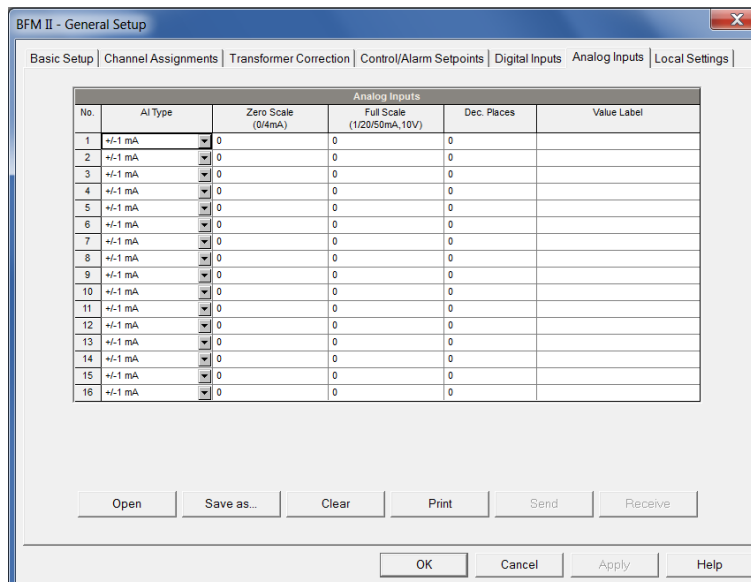 BFM II - General Setup
Basic Setup Channel Assignments Transformer Correction Control/Alarm Setpoints Digital Inputs Analog Inputs Local Settings
Analog Inputs
No. AI Type Zero Scale (0/4mA) Full Scale (1/20/50mA,10V) Dec. Places Value Label
1 +/-1 mA 0 0 0
2 +/-1 mA 0 0 0
3 +/-1 mA 0 0 0
4 +/-1 mA 0 0 0
5 +/-1 mA 0 0 0
6 +/-1 mA 0 0 0
7 +/-1 mA 0 0 0
8 +/-1 mA 0 0 0
9 +/-1 mA 0 0 0
10 +/-1 mA 0 0 0
11 +/-1 mA 0 0 0
12 +/-1 mA 0 0 0
13 +/-1 mA 0 0 0
14 +/-1 mA 0 0 0
15 +/-1 mA 0 0 0
16 +/-1 mA 0 0 0
Open Save as... Clear Print Send Receive
OK Cancel Apply Help